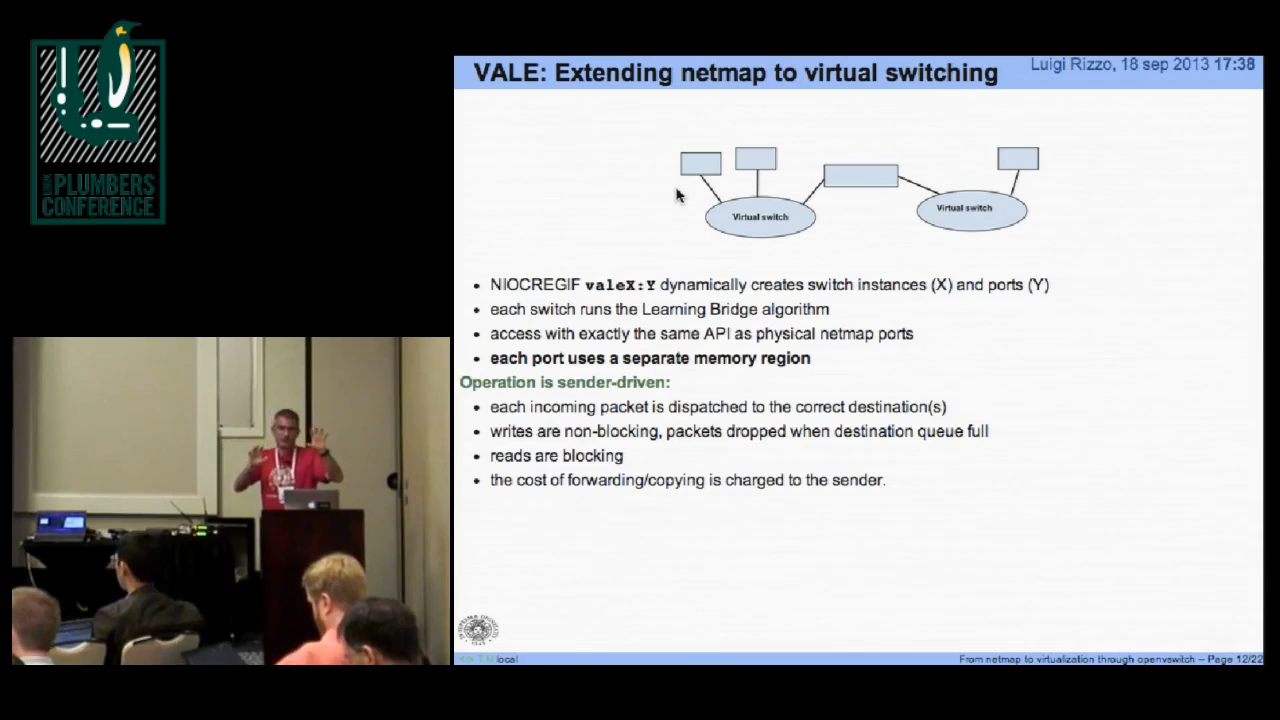 LINUX
PLUMBERS
CONFERENCE
VALE: Extending netmap to virtual switching
Luigi Rizzo, 18 sep 2013 17:38
Virtual switch
Virtual switch
• NIOCREGIF valeX:Y dynamically creates switch instances (X) and ports (Y)
• each switch runs the Learning Bridge algorithm
• access with exactly the same API as physical netmap ports
• each port uses a separate memory region
Operation is sender-driven:
• each incoming packet is dispatched to the correct destination(s)
• writes are non-blocking, packets dropped when destination queue full
• reads are blocking
• the cost of forwarding/copying is charged to the sender.
local
From netmap to virtualization through openvswitch – Page 12/22